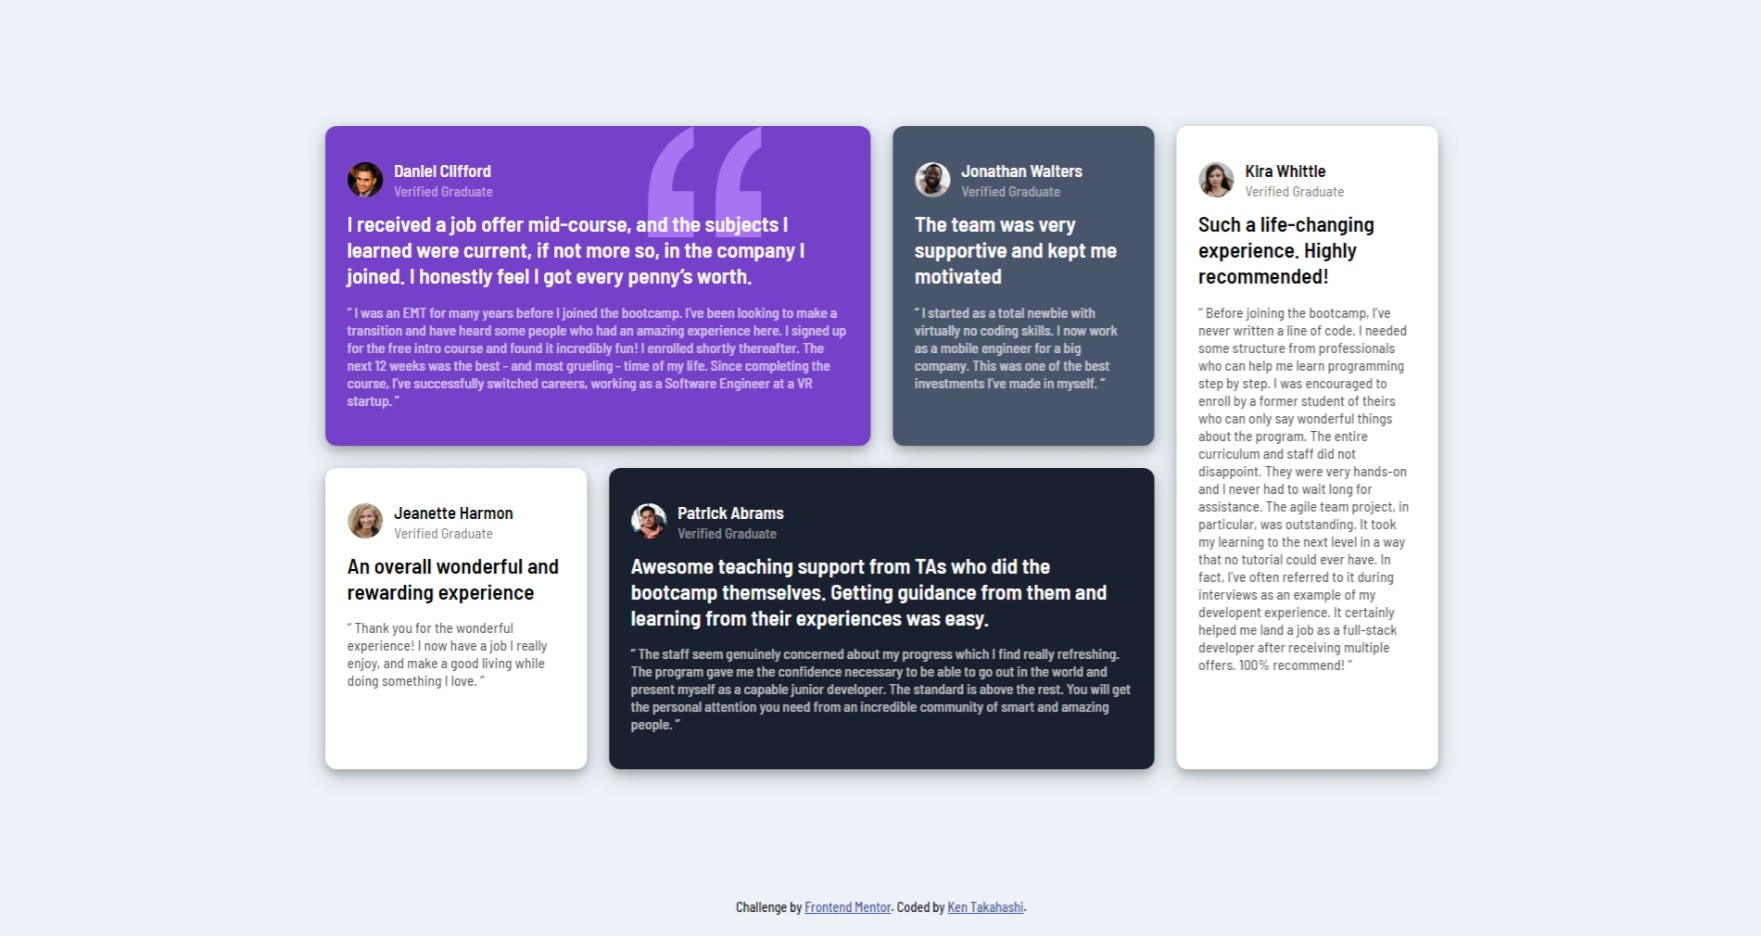 Daniel Clifford
Verified Graduate
I received a job offer mid-course, and the subjects I
learned were current, if not more so, in the company I
joined. I honestly feel I got every penny’s worth.
“ I was an EMT for many years before I joined the bootcamp. I’ve been looking to make a
transition and have heard some people who had an amazing experience here. I signed up
for the free intro course and found it incredibly fun! I enrolled shortly thereafter. The
next 12 weeks was the best - and most grueling - time of my life. Since completing the
course, I’ve successfully switched careers, working as a Software Engineer at a VR
startup. ”
Jonathan Walters
Verified Graduate
The team was very
supportive and kept me
motivated
“ I started as a total newbie with
virtually no coding skills. I now work
as a mobile engineer for a big
company. This was one of the best
investments I’ve made in myself. ”
Kira Whittle
Verified Graduate
Such a life-changing
experience. Highly
recommended!
“ Before joining the bootcamp, I’ve
never written a line of code. I needed
some structure from professionals
who can help me learn programming
step by step. I was encouraged to
enroll by a former student of theirs
who can only say wonderful things
about the program. The entire
curriculum and staff did not
disappoint. They were very hands-on
and I never had to wait long for
assistance. The agile team project, in
particular, was outstanding. It took
my learning to the next level in a way
that no tutorial could ever have. In
fact, I’ve often referred to it during
interviews as an example of my
developent experience. It certainly
helped me land a job as a full-stack
developer after receiving multiple
offers. 100% recommend! ”
Jeanette Harmon
Verified Graduate
An overall wonderful and
rewarding experience
“ Thank you for the wonderful
experience! I now have a job I really
enjoy, and make a good living while
doing something I love. ”
Patrick Abrams
Verified Graduate
Awesome teaching support from TAs who did the
bootcamp themselves. Getting guidance from them and
learning from their experiences was easy.
“ The staff seem genuinely concerned about my progress which I find really refreshing.
The program gave me the confidence necessary to be able to go out in the world and
present myself as a capable junior developer. The standard is above the rest. You will get
the personal attention you need from an incredible community of smart and amazing
people. ”
Challenge by Frontend Mentor. Coded by Ken Takahashi.